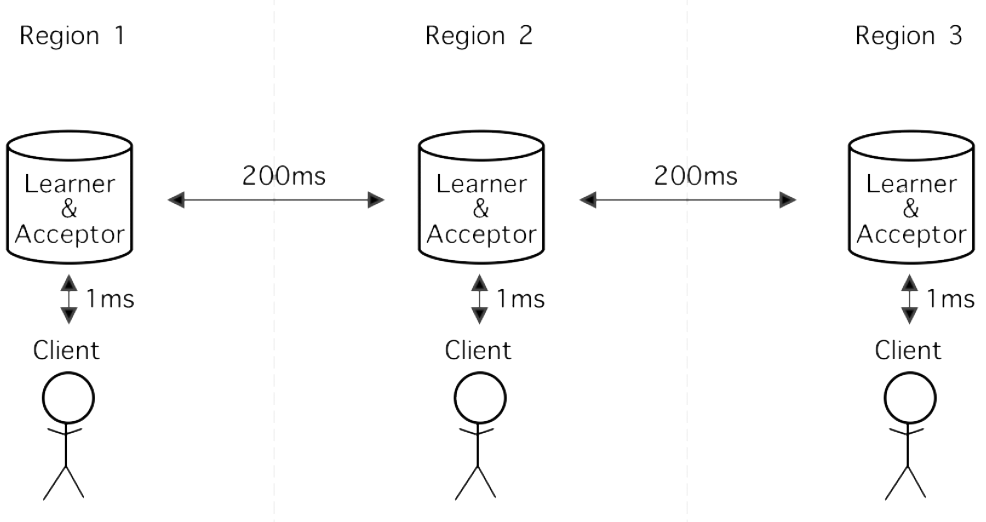 Region 1
Region 2
Region 3
Learner
&
Acceptor
200ms
Learner
&
Acceptor
200ms
Learner
&
Acceptor
1ms
1ms
1ms
Client
Client
Client